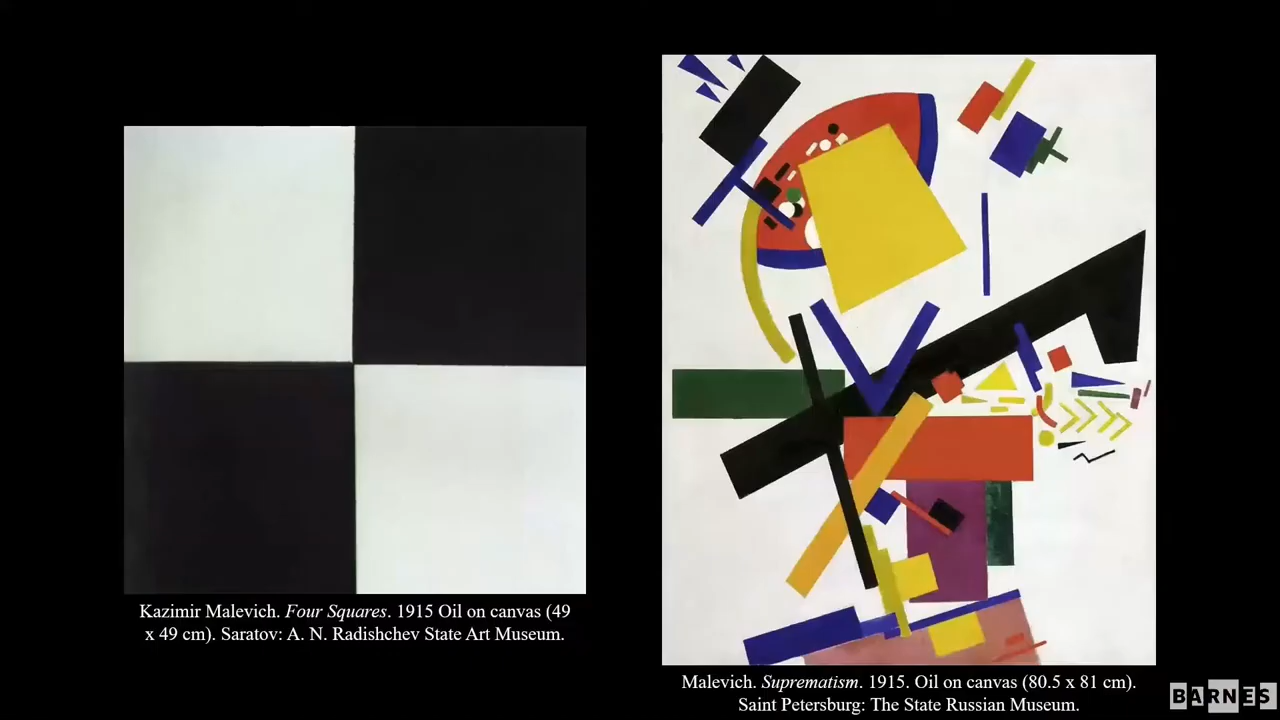 Kazimir Malevich. Four Squares. 1915 Oil on canvas (49
x 49 cm). Saratov: A. N. Radishchev State Art Museum.
Malevich. Suprematism. 1915. Oil on canvas (80.5 x 81 cm).
Saint Petersburg: The State Russian Museum.
BARNES